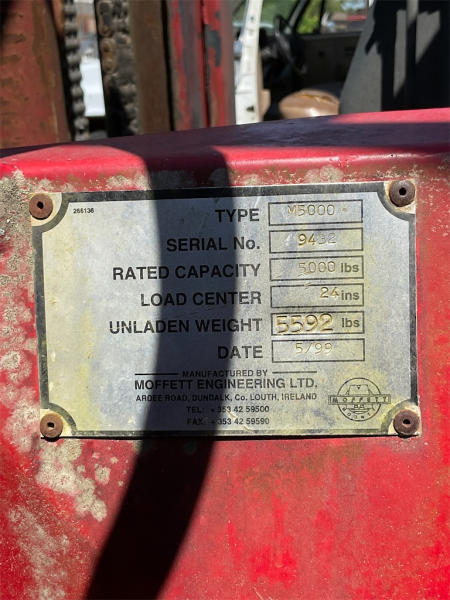 266136
TYPE M5000
SERIAL No.
RATED CAPACITY 5000 lbs
LOAD CENTER 24 ins
UNLADEN WEIGHT 5592 lbs
DATE 5/99
MANUFACTURED BY
MOFFETT ENGINEERING LTD.
ARDEE ROAD, DUNDALK, Co. LOUTH, IRELAND
TEL: + 353 42 59500
FAX: + 353 42 59590
MOFFETT